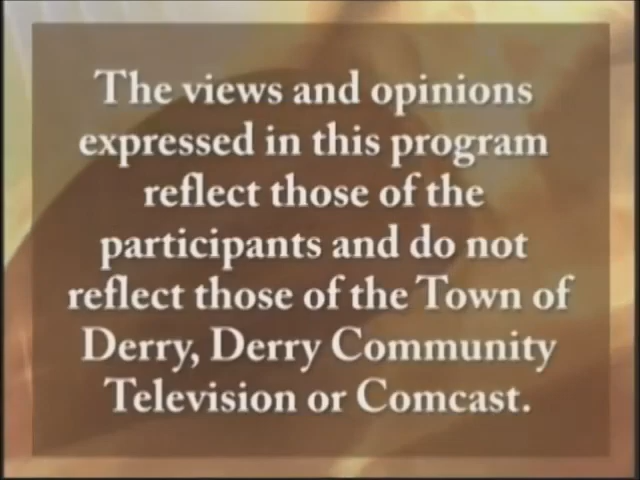 The views and opinions
expressed in this program
reflect those of the
participants and do not
reflect those of the Town of
Derry, Derry Community
Television or Comcast.